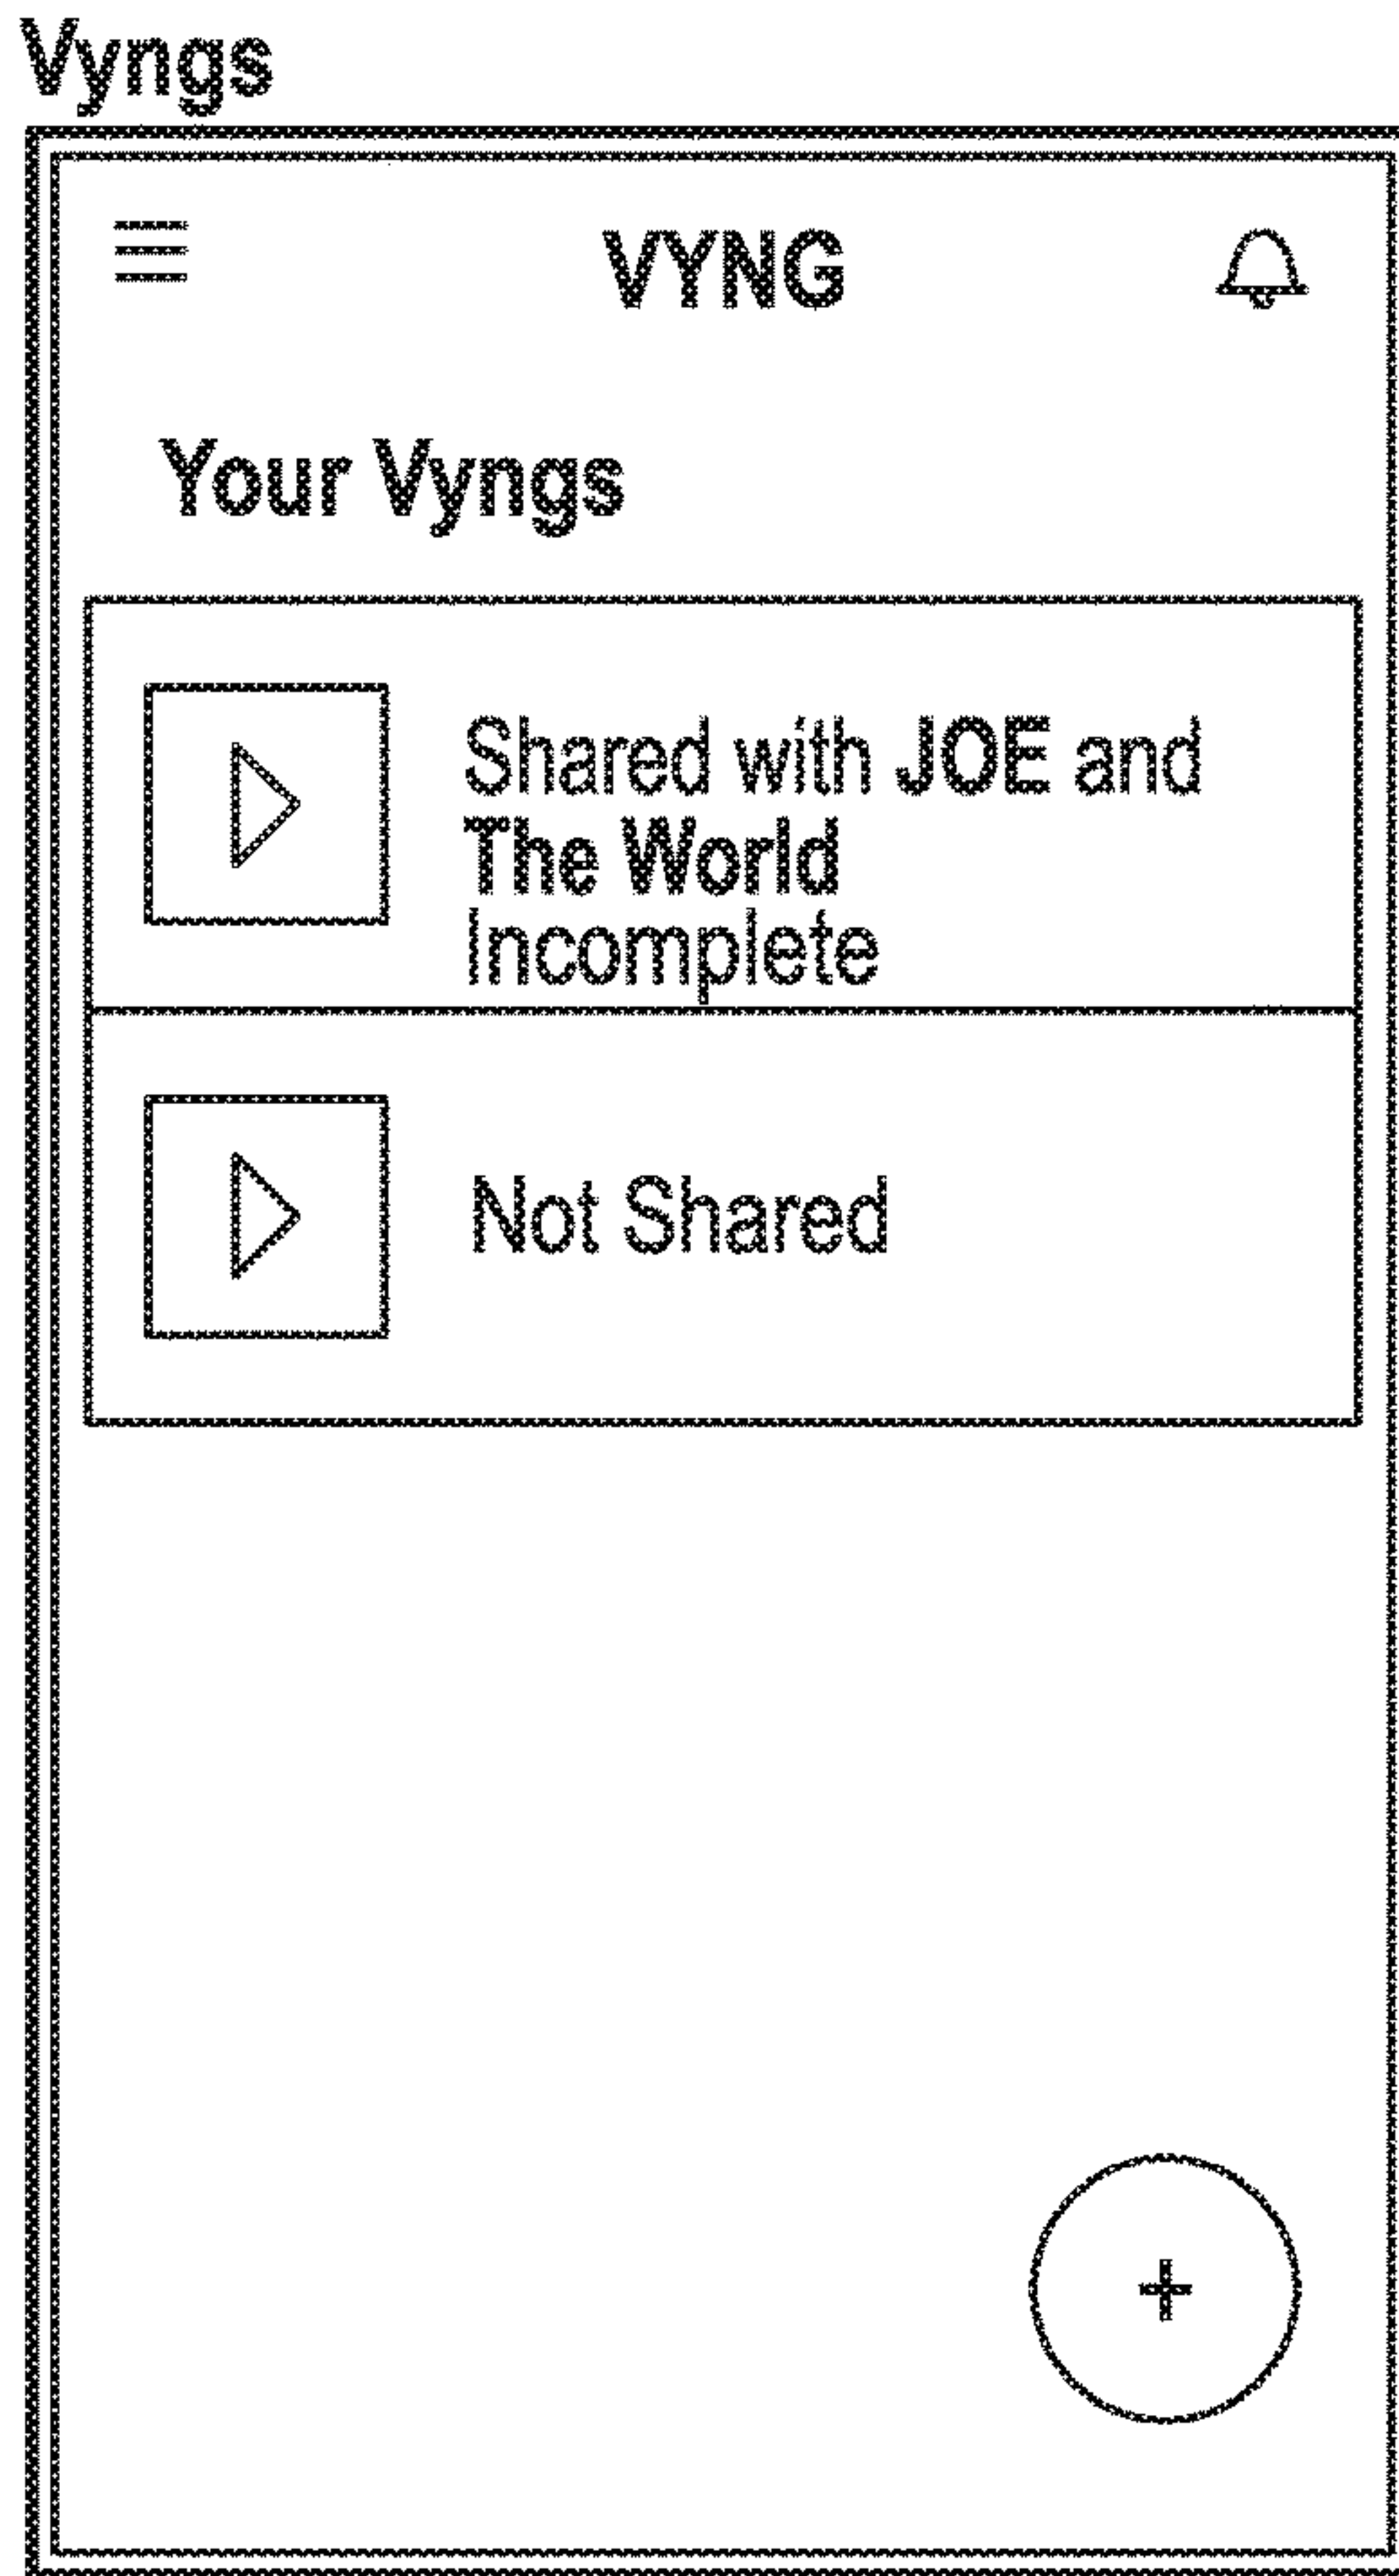 Vyngs
VYNG
Your Vyngs
Shared with JOE and
The World
Incomplete
Not Shared
+